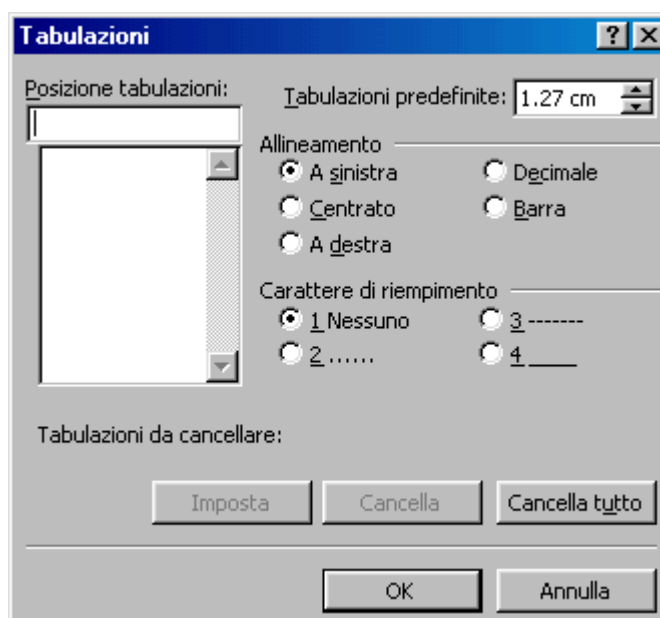 Tabulazioni
Posizione tabulazioni:
Tabulazioni predefinite: 1.27 cm
Allineamento
A sinistra
Decimale
Centrato
Barra
A destra
Carattere di riempimento
1 Nessuno
3 -------
2 ......
4 ____
Tabulazioni da cancellare:
Imposta
Cancella
Cancella tutto
OK
Annulla